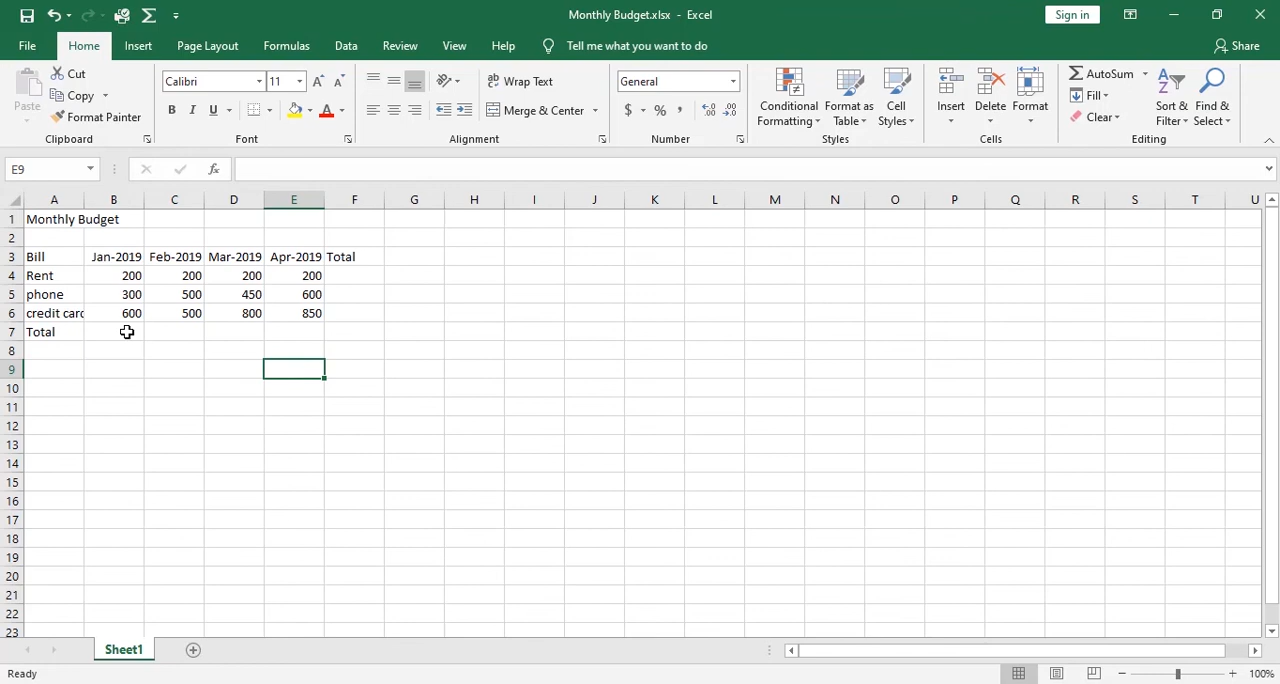 Monthly Budget.xlsx - Excel
Sign in
File Home Insert Page Layout Formulas Data Review View Help Tell me what you want to do Share
Paste
Cut
Copy
Format Painter
Clipboard
Calibri 11
B I U
Font
Wrap Text
Merge & Center
Alignment
General
$ % ,
Number
Conditional Formatting
Format as Table
Cell Styles
Styles
Insert Delete Format
Cells
AutoSum
Fill
Clear
Sort & Filter
Find & Select
Editing
E9 fx
A B C D E F G H I J K L M N O P Q R S T U
1 Monthly Budget
2
3 Bill Jan-2019 Feb-2019 Mar-2019 Apr-2019 Total
4 Rent 200 200 200 200
5 phone 300 500 450 600
6 credit card 600 500 800 850
7 Total
8
9
10
11
12
13
14
15
16
17
18
19
20
21
22
23
Sheet1
Ready 100%